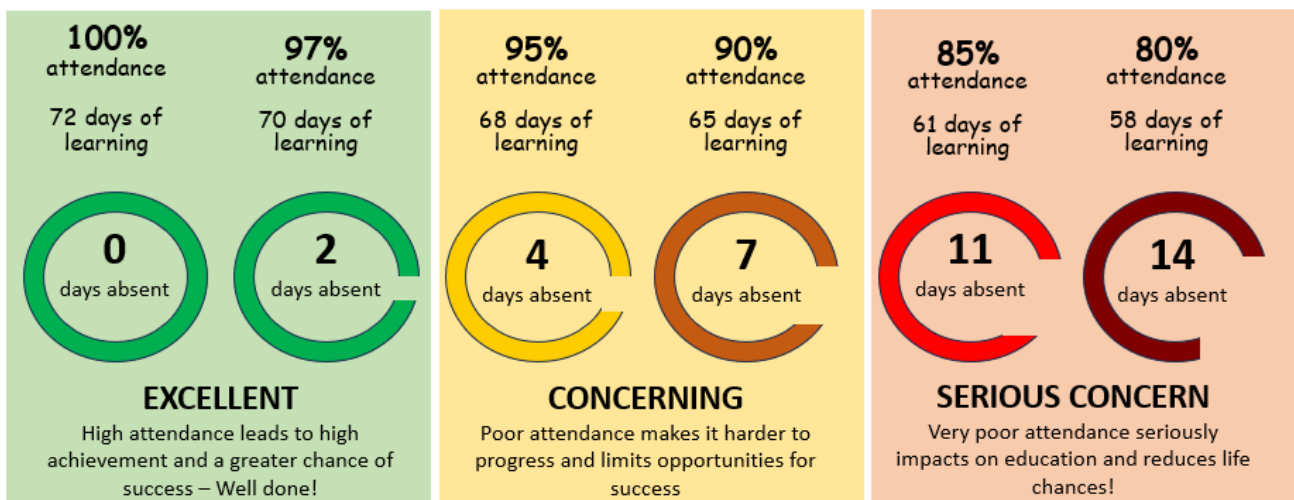 100%
attendance
72 days of
learning
0
days absent
97%
attendance
70 days of
learning
2
days absent
EXCELLENT
High attendance leads to high
achievement and a greater chance of
success – Well done!
95%
attendance
68 days of
learning
4
days absent
90%
attendance
65 days of
learning
7
days absent
CONCERNING
Poor attendance makes it harder to
progress and limits opportunities for
success
85%
attendance
61 days of
learning
11
days absent
80%
attendance
58 days of
learning
14
days absent
SERIOUS CONCERN
Very poor attendance seriously
impacts on education and reduces life
chances!